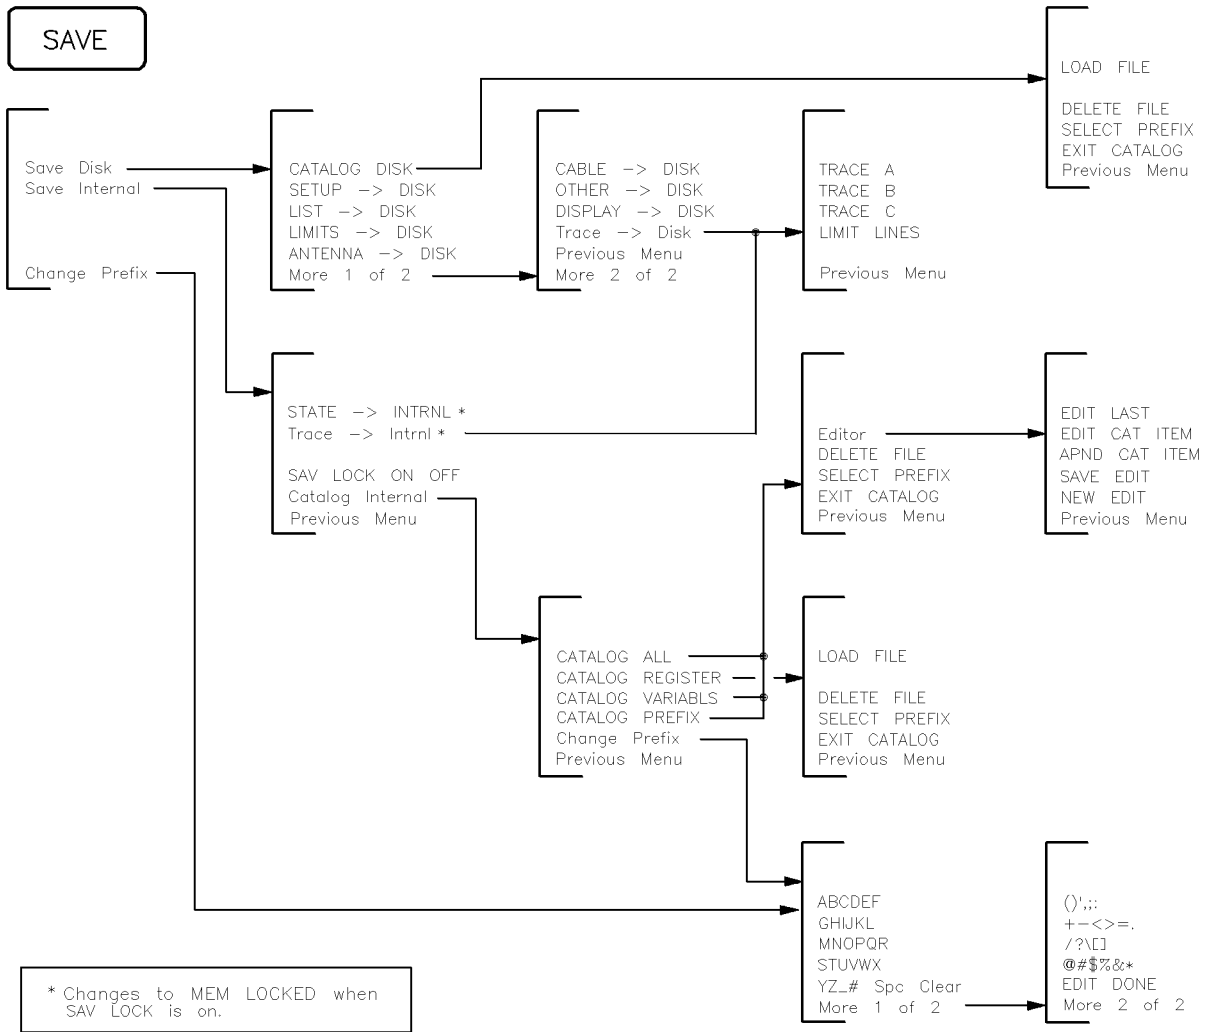 SAVE
Save Disk
Save Internal
Change Prefix
CATALOG DISK
SETUP -> DISK
LIST -> DISK
LIMITS -> DISK
ANTENNA -> DISK
More 1 of 2
CABLE -> DISK
OTHER -> DISK
DISPLAY -> DISK
Trace -> Disk
Previous Menu
More 2 of 2
TRACE A
TRACE B
TRACE C
LIMIT LINES
Previous Menu
LOAD FILE
DELETE FILE
SELECT PREFIX
EXIT CATALOG
Previous Menu
STATE -> INTRNL *
Trace -> Intrnl *
SAV LOCK ON OFF
Catalog Internal
Previous Menu
Editor
DELETE FILE
SELECT PREFIX
EXIT CATALOG
Previous Menu
EDIT LAST
EDIT CAT ITEM
APND CAT ITEM
SAVE EDIT
NEW EDIT
Previous Menu
CATALOG ALL
CATALOG REGISTER
CATALOG VARIABLS
CATALOG PREFIX
Change Prefix
Previous Menu
LOAD FILE
DELETE FILE
SELECT PREFIX
EXIT CATALOG
Previous Menu
ABCDEF
GHIJKL
MNOPQR
STUVWX
YZ_# Spc Clear
More 1 of 2
()',;:
+-<>=.
/?\[]
@#$%&*
EDIT DONE
More 2 of 2
* Changes to MEM LOCKED when
SAV LOCK is on.